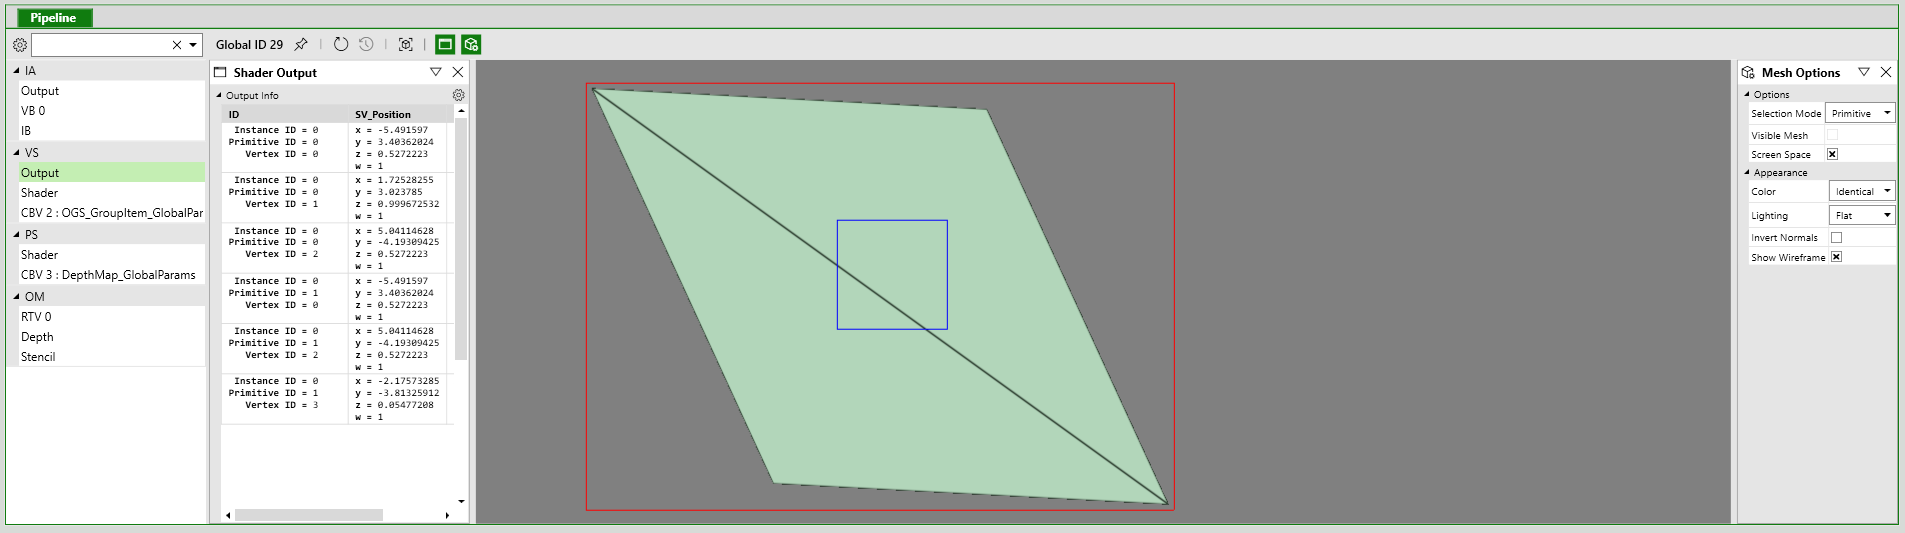 Pipeline
Global ID 29
IA
Output
VB 0
IB
VS
Output
Shader
CBV 2 : OGS_GroupItem_GlobalPar
PS
Shader
CBV 3 : DepthMap_GlobalParams
OM
RTV 0
Depth
Stencil
Shader Output
Output Info
ID SV_Position
Instance ID = 0 x = -5.491597
Primitive ID = 0 y = 3.40362024
Vertex ID = 0 z = 0.5272223
w = 1
Instance ID = 0 x = 1.72528255
Primitive ID = 0 y = 3.023785
Vertex ID = 1 z = 0.999672532
w = 1
Instance ID = 0 x = 5.04114628
Primitive ID = 0 y = -4.19309425
Vertex ID = 2 z = 0.5272223
w = 1
Instance ID = 0 x = -5.491597
Primitive ID = 1 y = 3.40362024
Vertex ID = 0 z = 0.5272223
w = 1
Instance ID = 0 x = 5.04114628
Primitive ID = 1 y = -4.19309425
Vertex ID = 2 z = 0.5272223
w = 1
Instance ID = 0 x = -2.17573285
Primitive ID = 1 y = -3.81325912
Vertex ID = 3 z = 0.05477208
w = 1
Mesh Options
Options
Selection Mode Primitive
Visible Mesh
Screen Space
Appearance
Color Identical
Lighting Flat
Invert Normals
Show Wireframe